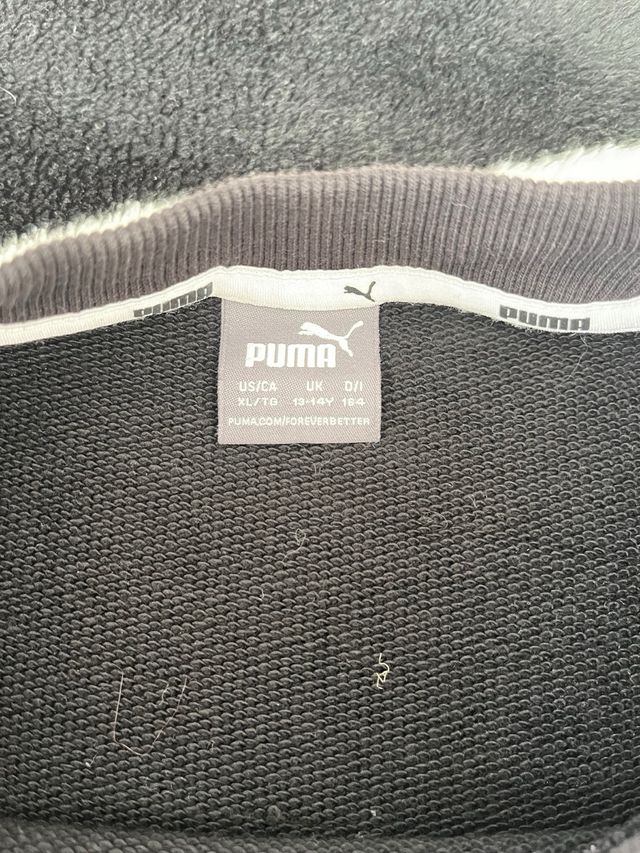 PUMA
PUMA
PUMA
US/CA UK D/I
XL/TG 13-14Y 164
PUMA.COM/FOREVERBETTER